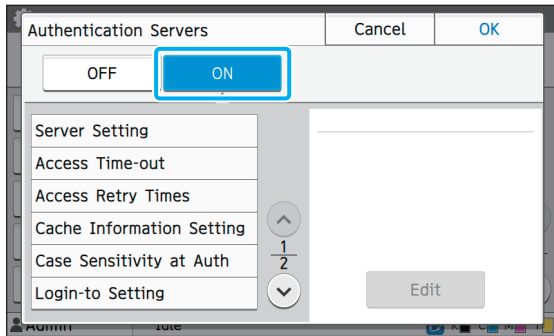 Authentication Servers Cancel OK
OFF ON
Server Setting
Access Time-out
Access Retry Times
Cache Information Setting
Case Sensitivity at Auth
Login-to Setting
1
2
Edit
Admin Idle K C M Y